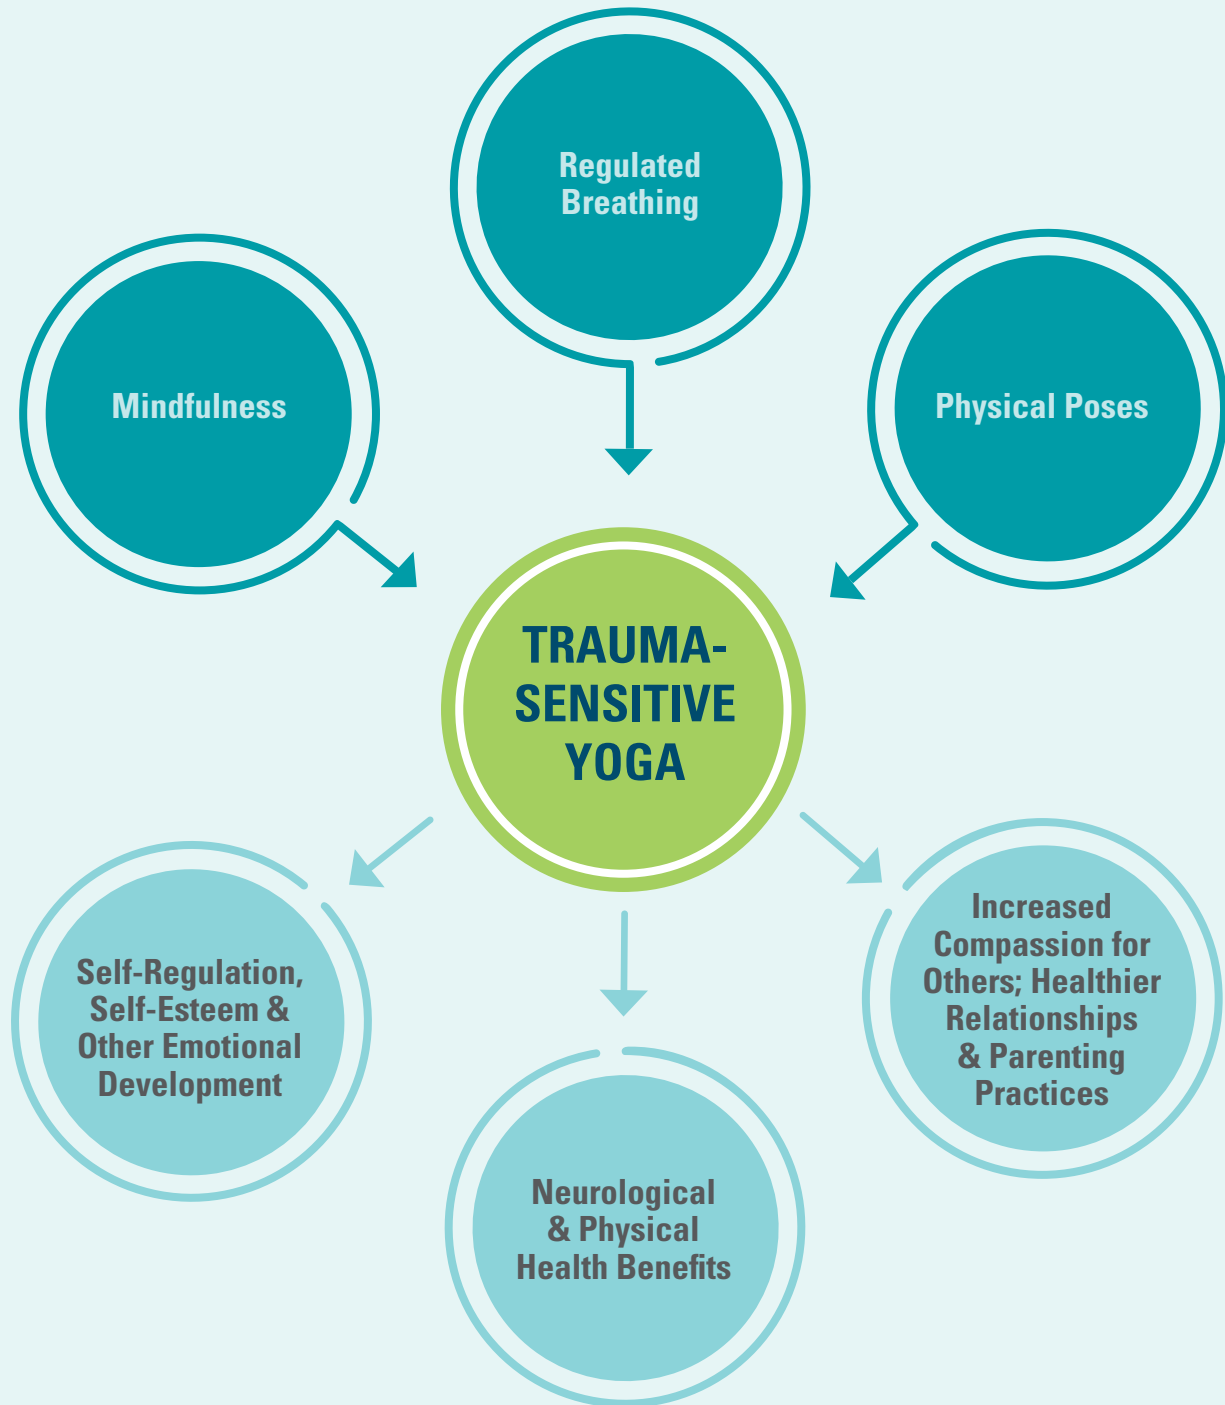 Regulated
Breathing
Mindfulness
Physical Poses
TRAUMA-
SENSITIVE
YOGA
Self-Regulation,
Self-Esteem &
Other Emotional
Development
Increased
Compassion for
Others; Healthier
Relationships
& Parenting
Practices
Neurological
& Physical
Health Benefits